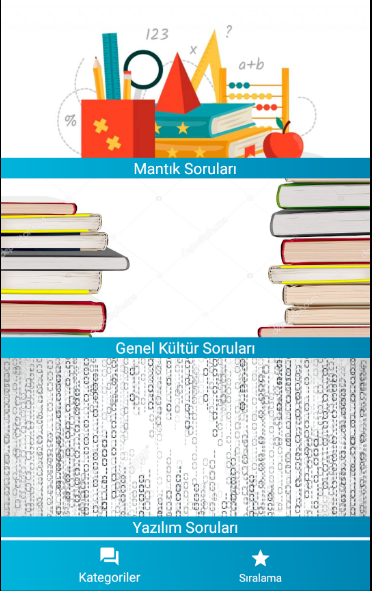 123
?
x
a+b
%
Mantık Soruları
Genel Kültür Soruları
Yazılım Soruları
Kategoriler
Sıralama